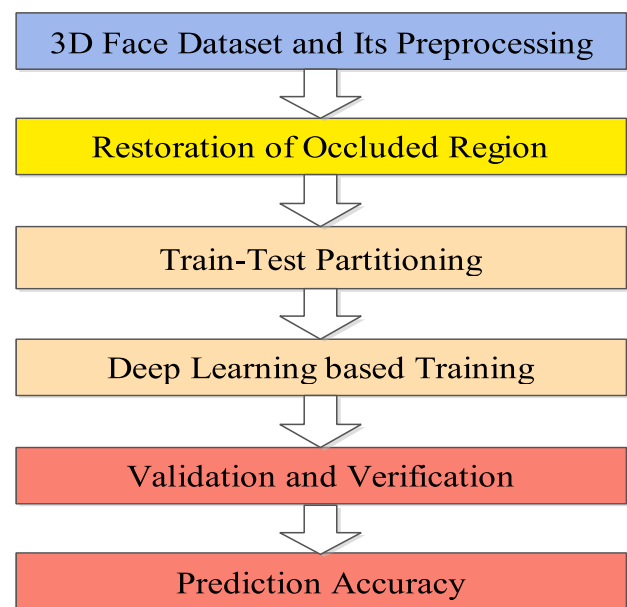 3D Face Dataset and Its Preprocessing
Restoration of Occluded Region
Train-Test Partitioning
Deep Learning based Training
Validation and Verification
Prediction Accuracy